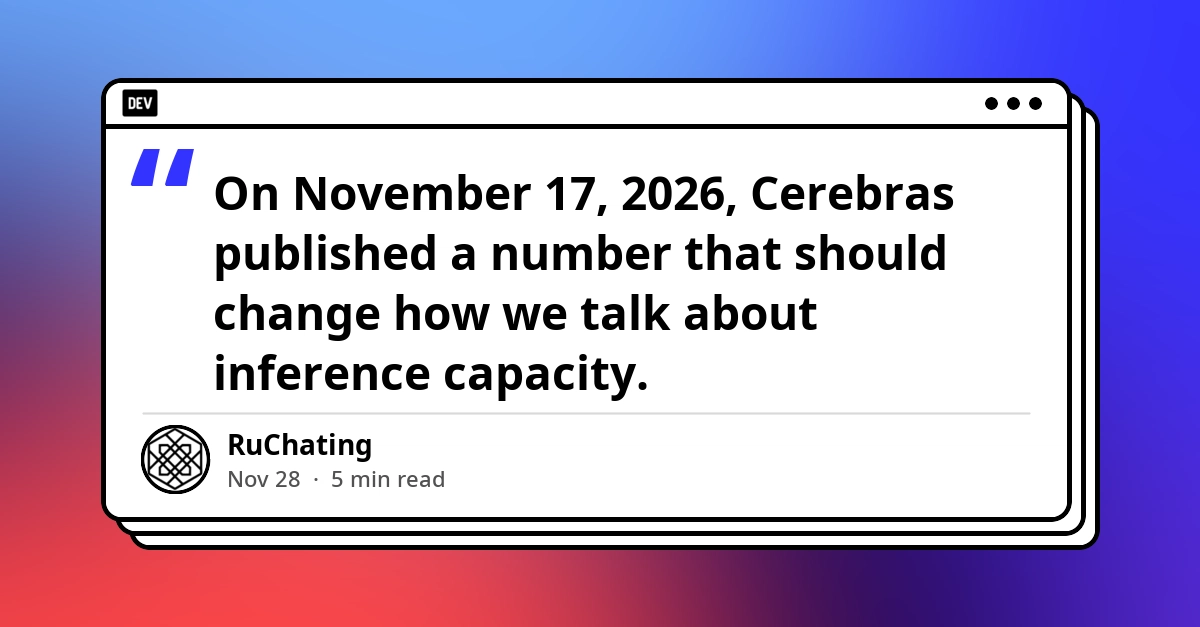 DEV
“
On November 17, 2026, Cerebras
published a number that should
change how we talk about
inference capacity.
RuChating
Nov 28 · 5 min read